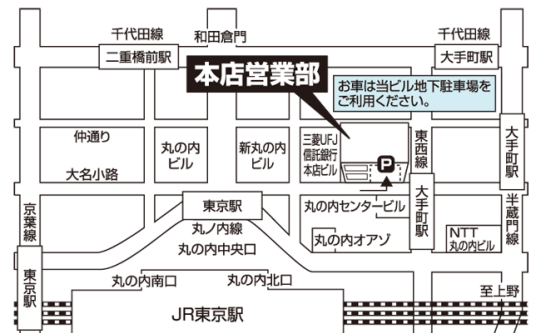 千代田線
和田倉門
千代田線
二重橋前駅
大手町駅
本店営業部
お車は当ビル地下駐車場を
ご利用ください。
仲通り
丸の内
ビル
新丸の内
ビル
三菱UFJ
信託銀行
本店ビル
東西線
大手町駅
P
大名小路
東京駅
丸の内センタービル
大手町駅
半蔵門線
京葉線
丸ノ内線
丸の内中央口
丸の内オアゾ
NTT
丸の内ビル
東京駅
丸の内南口
丸の内北口
至上野
JR東京駅